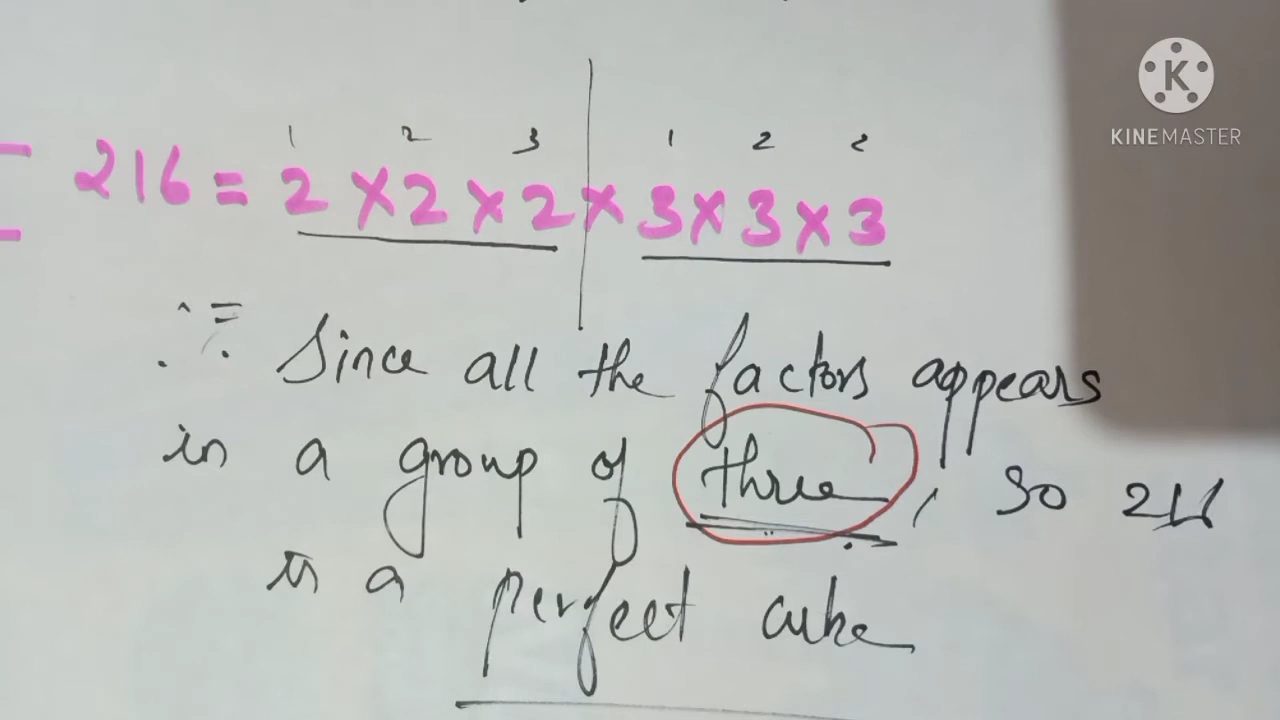 1 2 3 1 2 2
= 216 = 2 × 2 × 2 × 3 × 3 × 3
∵ Since all the factors appears
in a group of three, so 216
is a perfect cube
K
KINEMASTER